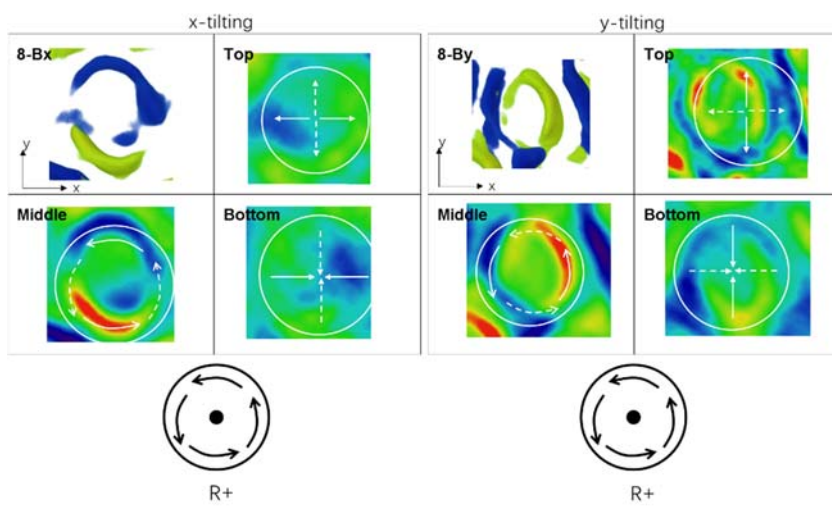 x-tilting
y-tilting
8-Bx
Top
8-By
Top
y
x
y
x
Middle
Bottom
Middle
Bottom
R+
R+